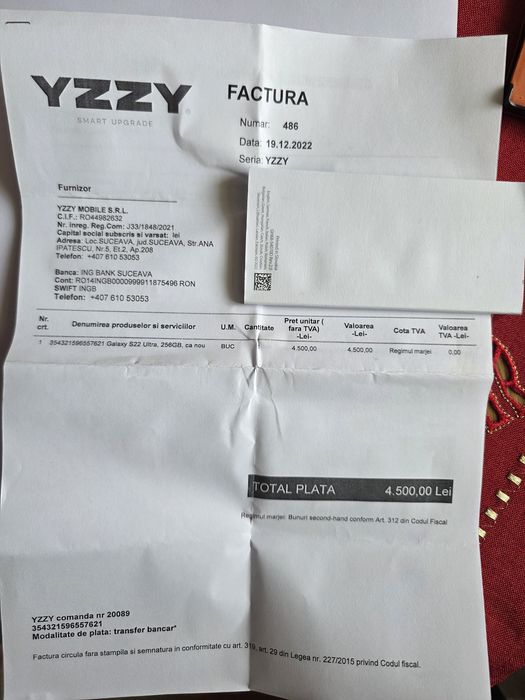 YZZY
SMART UPGRADE
FACTURA
Numar: 486
Data: 19.12.2022
Seria: YZZY
Furnizor
YZZY MOBILE S.R.L.
C.I.F.: RO44982632
Nr. Inreg. Reg.Com: J33/1848/2021
Capital social subscris si varsat: lei
Adresa: Loc.SUCEAVA, jud.SUCEAVA, Str.ANA
IPATESCU, Nr.5, Et.2, Ap.208
Telefon: +407 610 53053
Banca: ING BANK SUCEAVA
Cont: RO14INGB0000999911875496 RON
SWIFT INGB
Telefon: +407 610 53053
Nr. crt. Denumirea produselor si serviciilor U.M. Cantitate Pret unitar ( fara TVA) -Lei- Valoarea -Lei- Cota TVA Valoarea TVA -Lei-
1 354321596557621 Galaxy S22 Ultra, 256GB, ca nou BUC 4.500,00 4.500,00 Regimul marjei 0,00
TOTAL PLATA 4.500,00 Lei
Regimul marjei: Bunuri second-hand conform Art. 312 din Codul Fiscal
YZZY comanda nr 20089
354321596557621
Modalitate de plata: transfer bancar*
Factura circula fara stampila si semnatura in conformitate cu art. 319, art. 29 din Legea nr. 227/2015 privind Codul fiscal.